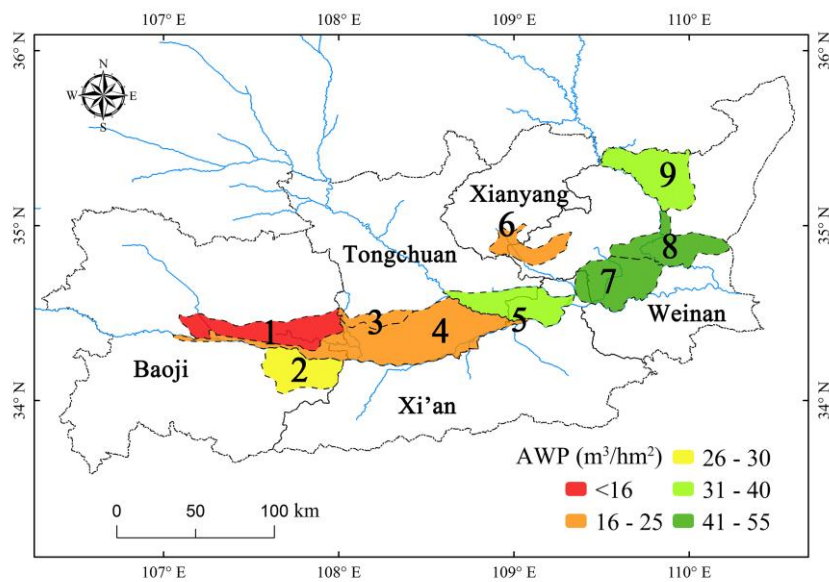 107° E 108° E 109° E 110° E
36° N 36° N
N
W E
S
9
Xianyang
6
35° N 35° N
Tongchuan
8
7
3
4
5
1
Weinan
2
Baoji
34° N 34° N
Xi’an
AWP (m³/hm²)
26 - 30
<16
31 - 40
16 - 25
41 - 55
0 50 100 km
107° E 108° E 109° E 110° E